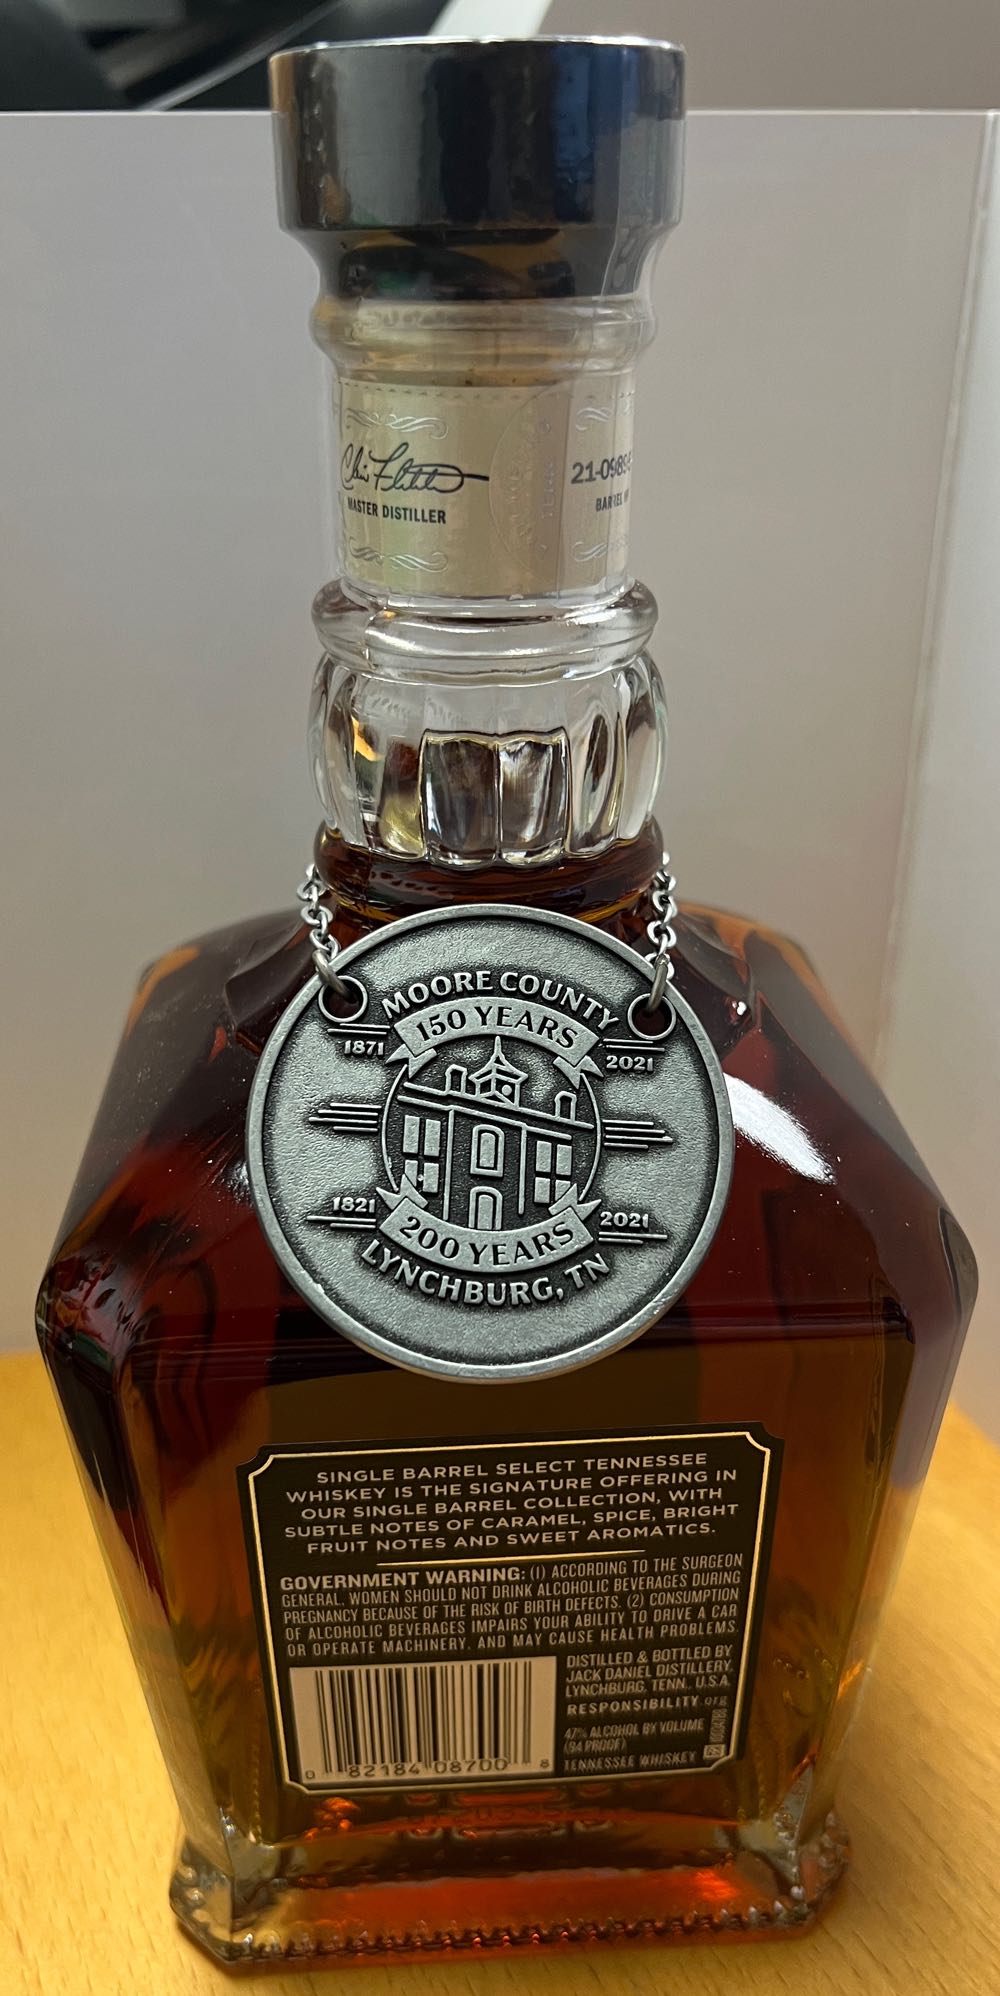 Chris Fletcher
MASTER DISTILLER
21-0989
BARREL
MOORE COUNTY
150 YEARS
1871
2021
1821
2021
200 YEARS
LYNCHBURG, TN
SINGLE BARREL SELECT TENNESSEE
WHISKEY IS THE SIGNATURE OFFERING IN
OUR SINGLE BARREL COLLECTION, WITH
SUBTLE NOTES OF CARAMEL, SPICE, BRIGHT
FRUIT NOTES AND SWEET AROMATICS.
GOVERNMENT WARNING: (1) ACCORDING TO THE SURGEON
GENERAL, WOMEN SHOULD NOT DRINK ALCOHOLIC BEVERAGES DURING
PREGNANCY BECAUSE OF THE RISK OF BIRTH DEFECTS. (2) CONSUMPTION
OF ALCOHOLIC BEVERAGES IMPAIRS YOUR ABILITY TO DRIVE A CAR
OR OPERATE MACHINERY, AND MAY CAUSE HEALTH PROBLEMS.
DISTILLED & BOTTLED BY
JACK DANIEL DISTILLERY,
LYNCHBURG, TENN., U.S.A.
RESPONSIBILITY.ORG
47% ALCOHOL BY VOLUME
(94 PROOF)
TENNESSEE WHISKEY
0 82184 08700 8